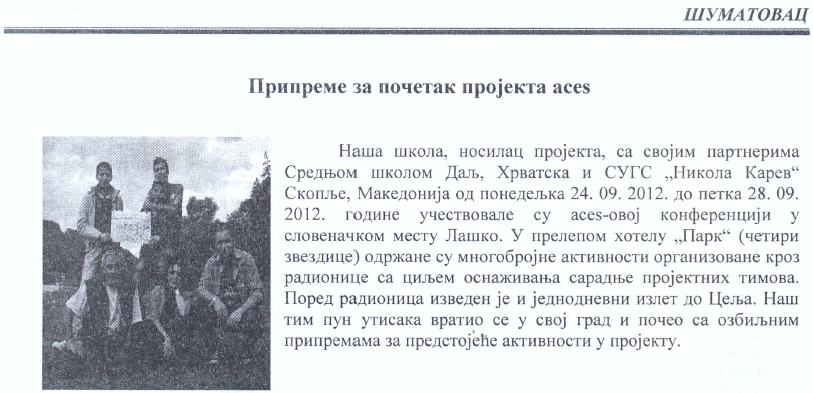 ШУМАТОВАЦ
Припреме за почетак пројекта aces
Наша школа, носилац пројекта, са својим партнерима
Средњом школом Даљ, Хрватска и СУГС „Никола Карев“
Скопље, Македонија од понедељка 24. 09. 2012. до петка 28. 09.
2012. године учествовале су aces-овој конференцији у
словеначком месту Лашко. У прелепом хотелу „Парк“ (четири
звездице) одржане су многобројне активности организоване кроз
радионице са циљем оснаживања сарадње пројектних тимова.
Поред радионица изведен је и једнодневни излет до Цеља. Наш
тим пун утисака вратио се у свој град и почео са озбиљним
припремама за предстојеће активности у пројекту.